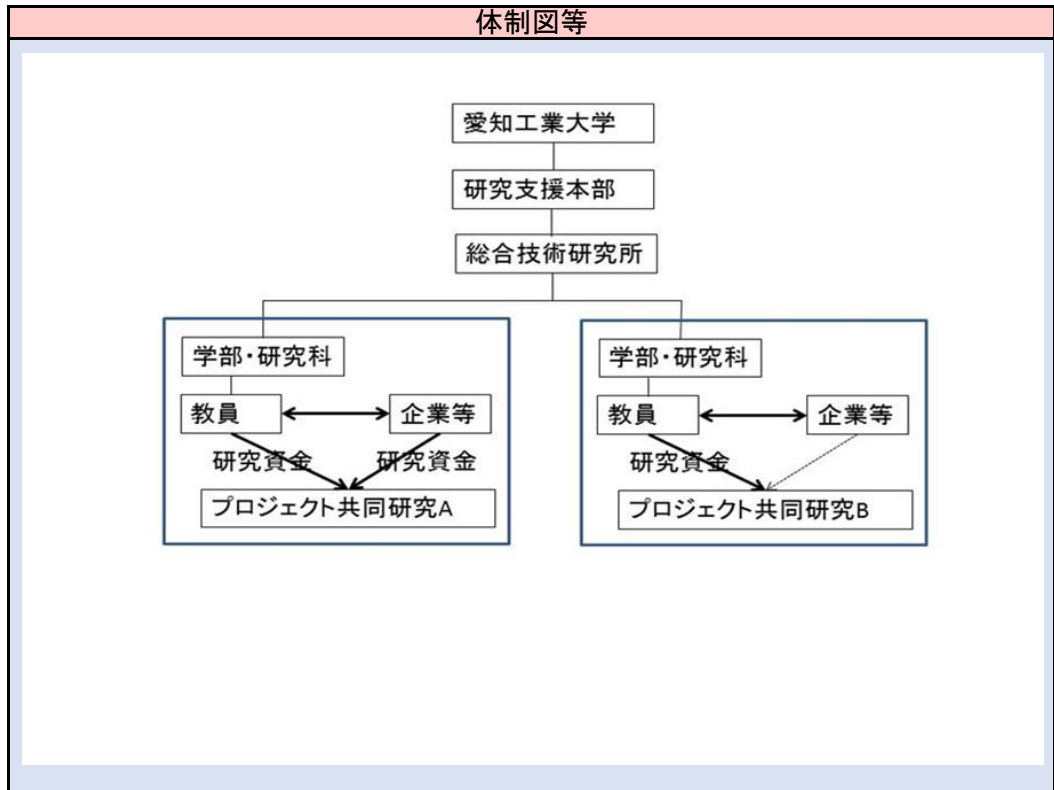 体制図等
愛知工業大学
研究支援本部
総合技術研究所
学部・研究科
教員
企業等
研究資金
研究資金
プロジェクト共同研究A
学部・研究科
教員
企業等
研究資金
プロジェクト共同研究B